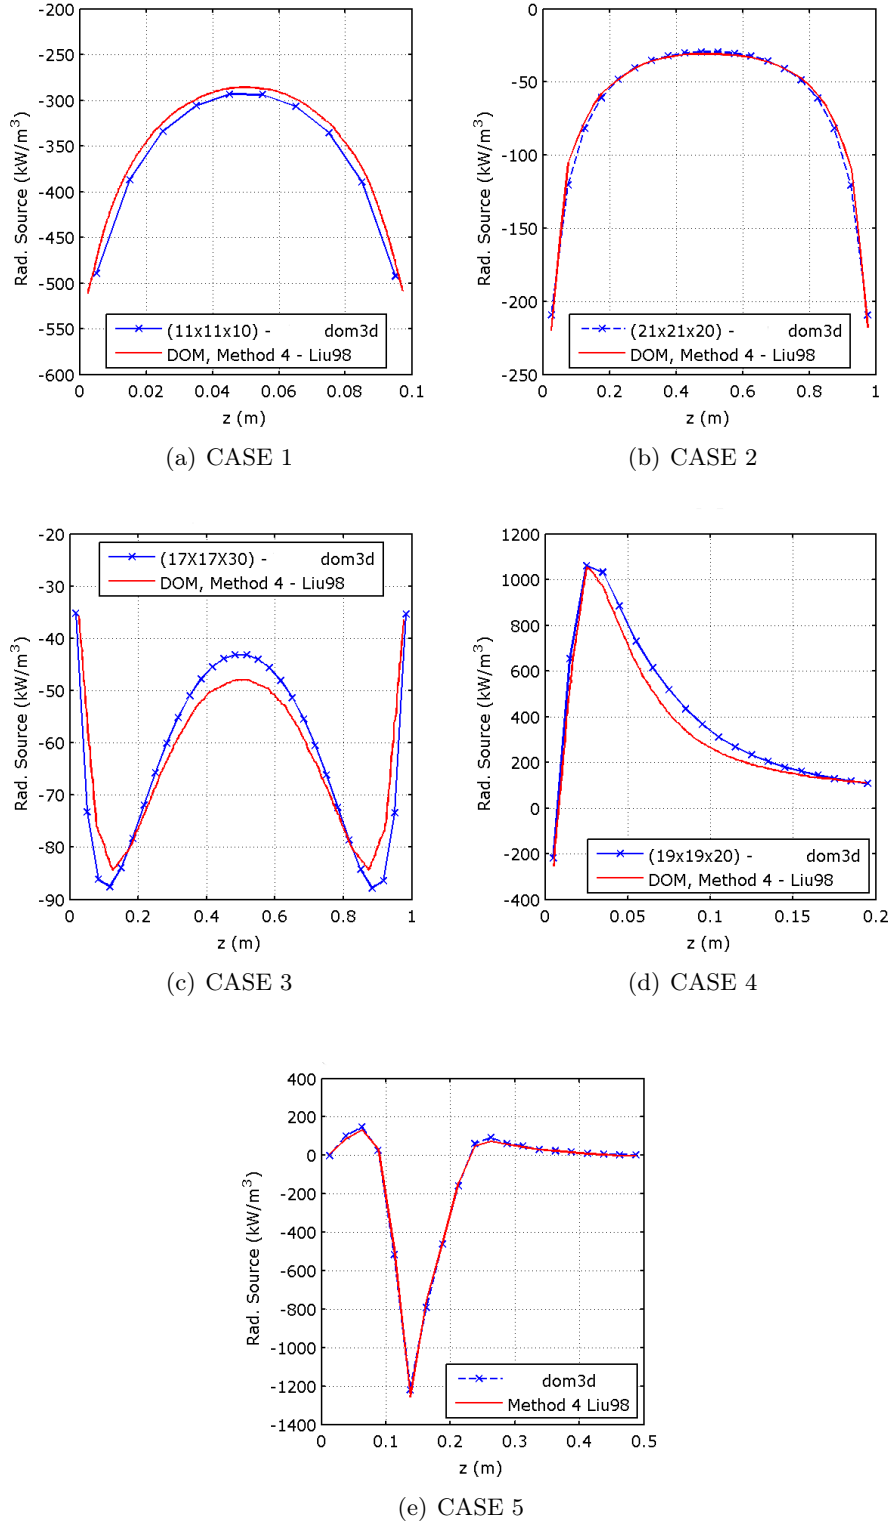 -200
-250
-300
-350
-400
-450
-500
-550
-600
Rad. Source (kW/m³)
(11x11x10) - dom3d
DOM, Method 4 - Liu98
0 0.02 0.04 0.06 0.08 0.1
z (m)
(a) CASE 1
0
-50
-100
-150
-200
-250
Rad. Source (kW/m³)
(21x21x20) - dom3d
DOM, Method 4 - Liu98
0 0.2 0.4 0.6 0.8 1
z (m)
(b) CASE 2
-20
-30
-40
-50
-60
-70
-80
-90
Rad. Source (kW/m³)
(17X17X30) - dom3d
DOM, Method 4 - Liu98
0 0.2 0.4 0.6 0.8 1
z (m)
(c) CASE 3
1200
1000
800
600
400
200
0
-200
-400
Rad. Source (kW/m³)
(19x19x20) - dom3d
DOM, Method 4 - Liu98
0.05 0.1 0.15 0.2
z (m)
(d) CASE 4
400
200
0
-200
-400
-600
-800
-1000
-1200
-1400
Rad. Source (kW/m³)
dom3d
Method 4 Liu98
0 0.1 0.2 0.3 0.4 0.5
z (m)
(e) CASE 5